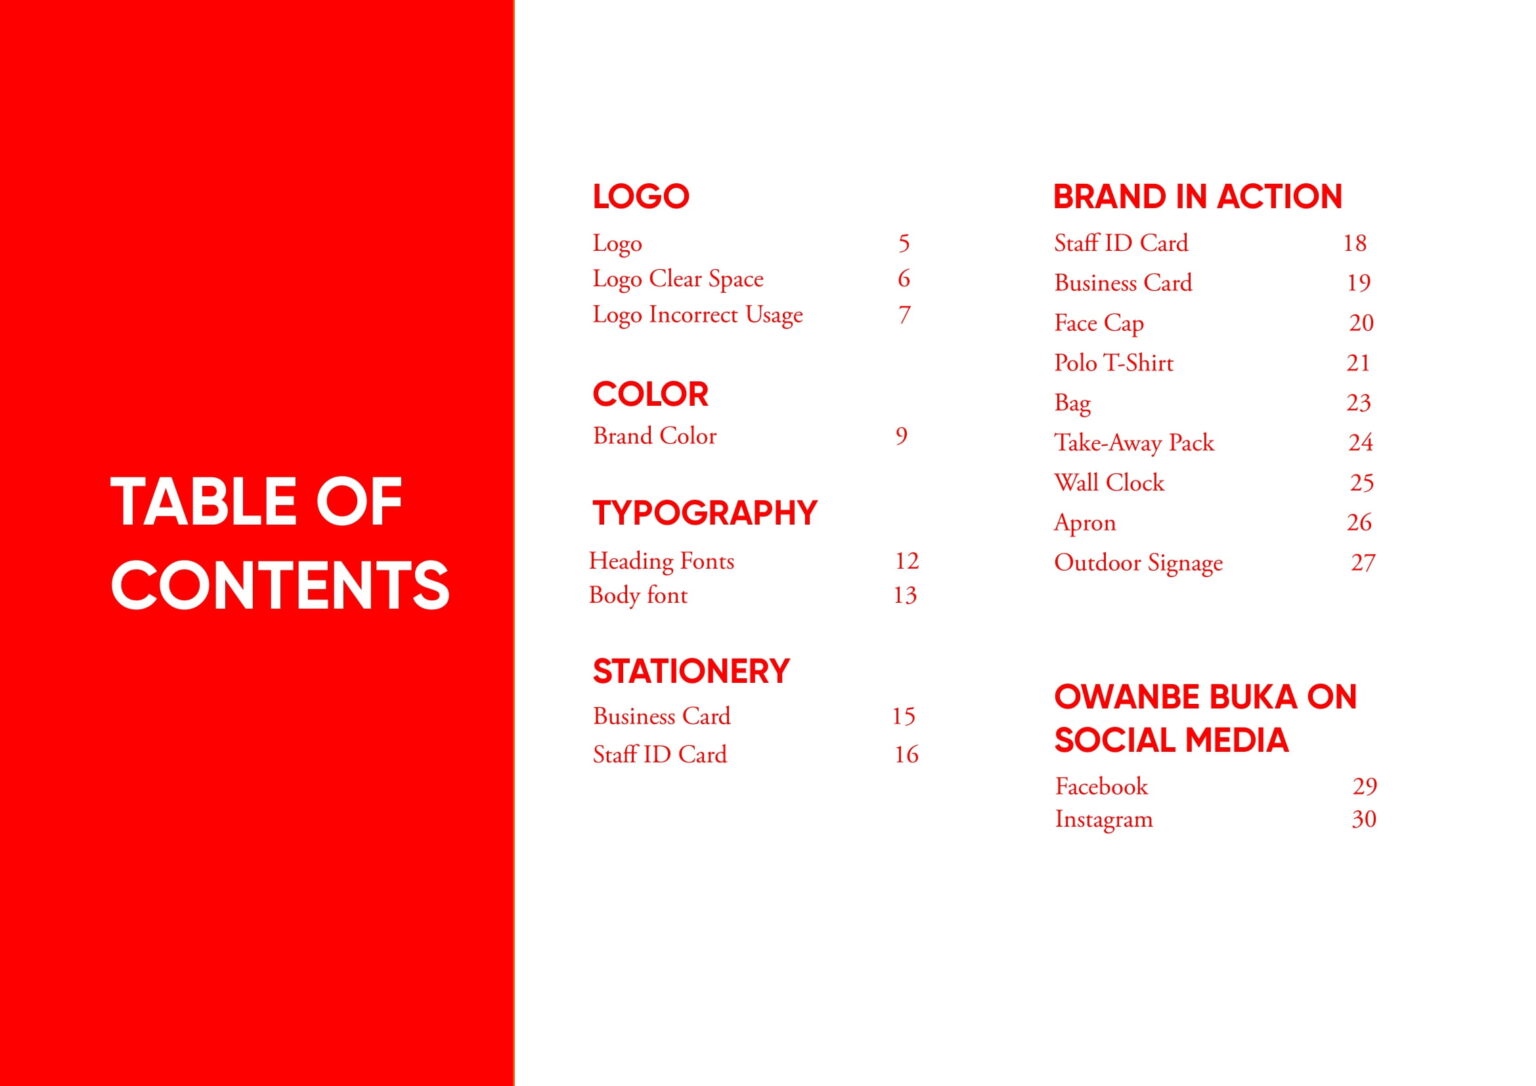 TABLE OF
CONTENTS
LOGO
Logo 5
Logo Clear Space 6
Logo Incorrect Usage 7
COLOR
Brand Color 9
TYPOGRAPHY
Heading Fonts 12
Body font 13
STATIONERY
Business Card 15
Staff ID Card 16
BRAND IN ACTION
Staff ID Card 18
Business Card 19
Face Cap 20
Polo T-Shirt 21
Bag 23
Take-Away Pack 24
Wall Clock 25
Apron 26
Outdoor Signage 27
OWANBE BUKA ON
SOCIAL MEDIA
Facebook 29
Instagram 30